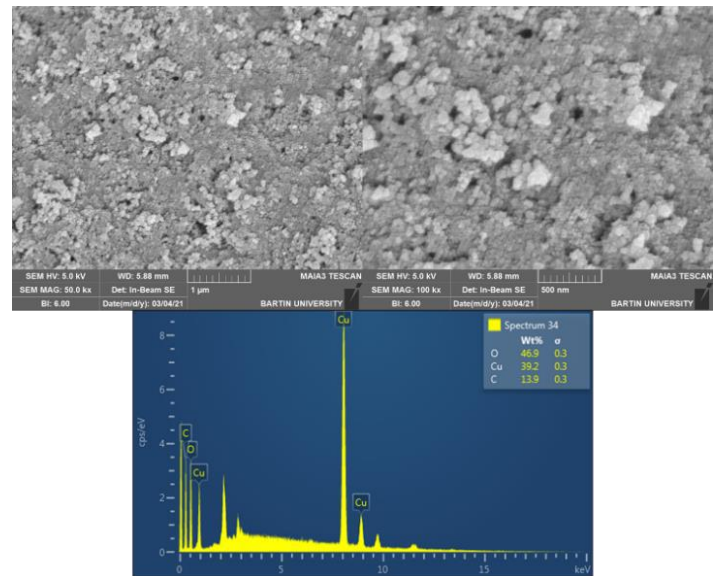 SEM HV: 5.0 kV WD: 5.88 mm MAIA3 TESCAN
SEM MAG: 50.0 kx Det: In-Beam SE 1 µm
BI: 6.00 Date(m/d/y): 03/04/21 BARTIN UNIVERSITY
SEM HV: 5.0 kV WD: 5.88 mm MAIA3 TESCAN
SEM MAG: 100 kx Det: In-Beam SE 500 nm
BI: 6.00 Date(m/d/y): 03/04/21 BARTIN UNIVERSITY
Cu
Spectrum 34
Wt% σ
O 46.9 0.3
Cu 39.2 0.3
C 13.9 0.3
8
6
cps/eV
4
C
O
Cu
2
Cu
0
0 5 10 15 keV